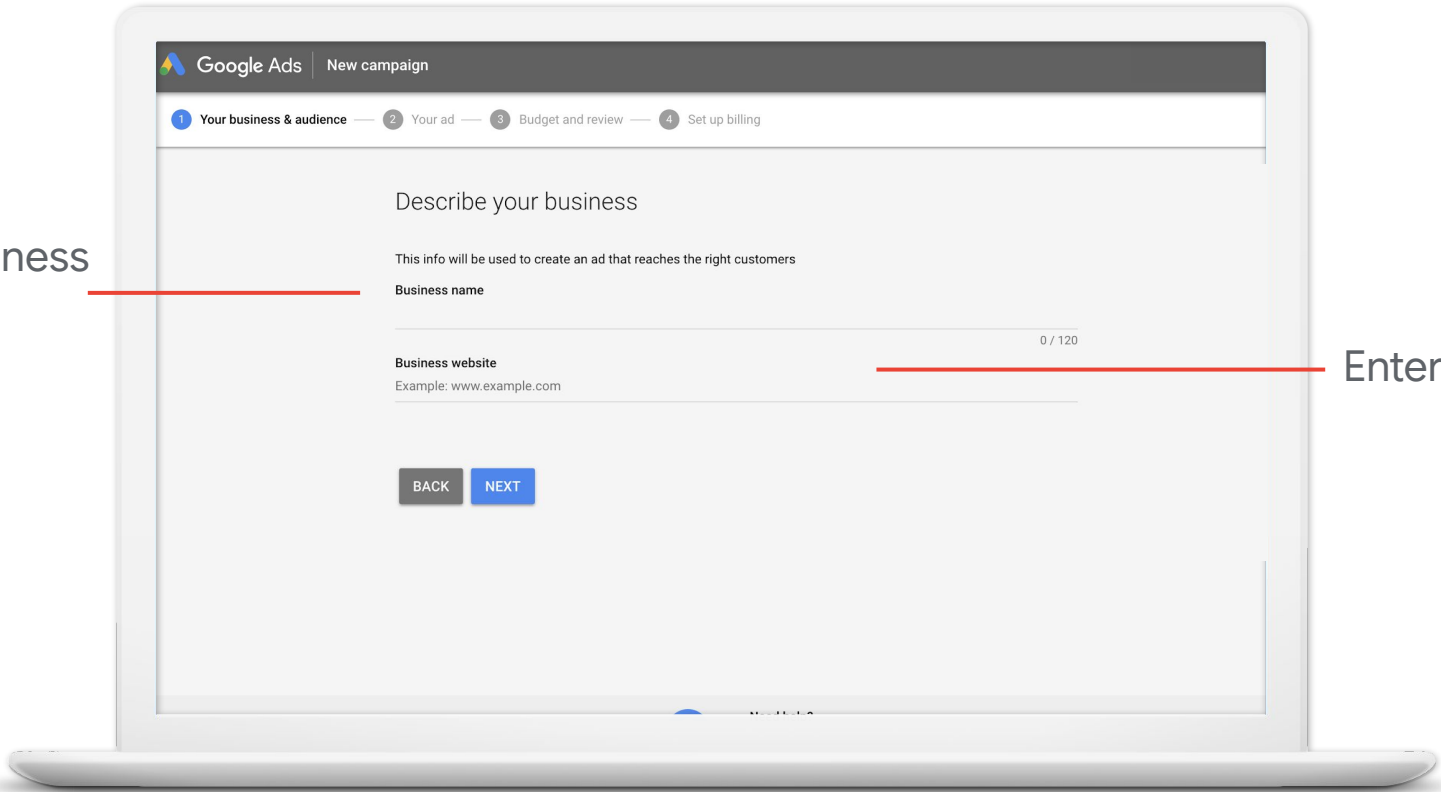 Google Ads New campaign
1 Your business & audience 2 Your ad 3 Budget and review 4 Set up billing
Describe your business
ness
This info will be used to create an ad that reaches the right customers
Business name
0 / 120
Business website
Enter
Example: www.example.com
BACK NEXT